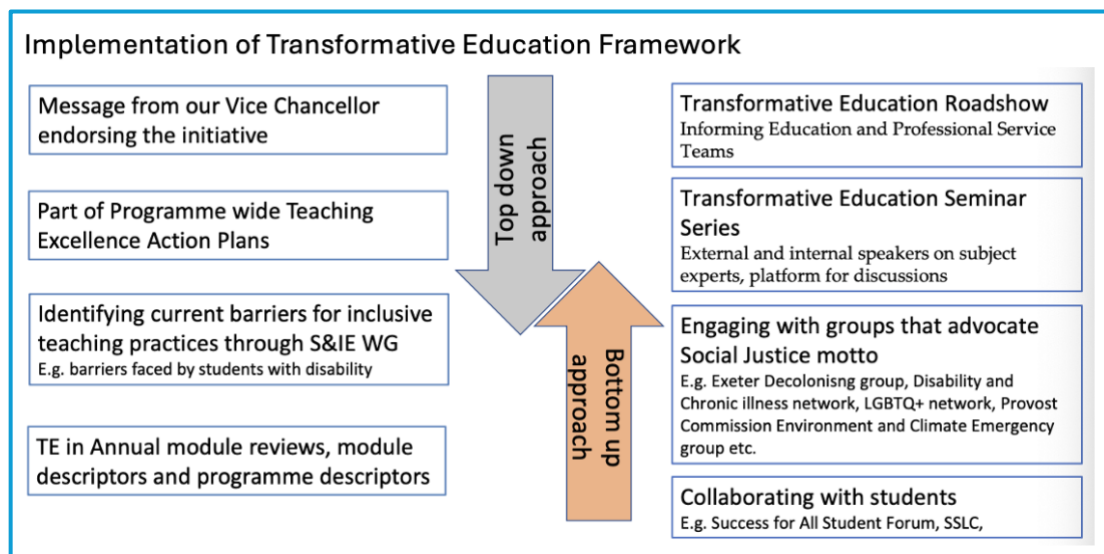 Implementation of Transformative Education Framework
Message from our Vice Chancellor
endorsing the initiative
Part of Programme wide Teaching
Excellence Action Plans
Identifying current barriers for inclusive
teaching practices through S&IE WG
E.g. barriers faced by students with disability
TE in Annual module reviews, module
descriptors and programme descriptors
Top down
approach
Bottom up
approach
Transformative Education Roadshow
Informing Education and Professional Service
Teams
Transformative Education Seminar
Series
External and internal speakers on subject
experts, platform for discussions
Engaging with groups that advocate
Social Justice motto
E.g. Exeter Decolonisng group, Disability and
Chronic illness network, LGBTQ+ network, Provost
Commission Environment and Climate Emergency
group etc.
Collaborating with students
E.g. Success for All Student Forum, SSLC,